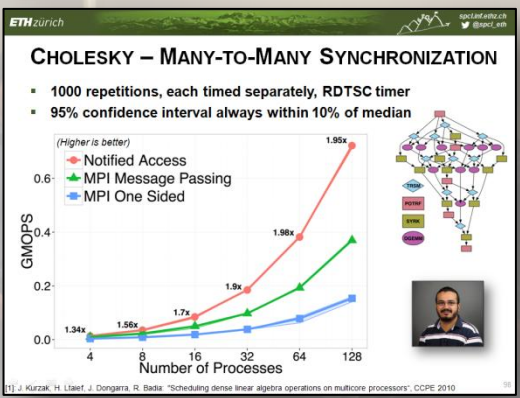 ETH zürich
spcl.inf.ethz.ch
@spcl_eth
CHOLESKY – MANY-TO-MANY SYNCHRONIZATION
1000 repetitions, each timed separately, RDTSC timer
95% confidence interval always within 10% of median
(Higher is better)
Notified Access
MPI Message Passing
MPI One Sided
1.95x
1.98x
1.9x
1.7x
1.56x
1.34x
GMOPS
0.6
0.4
0.2
0.0
4 8 16 32 64 128
Number of Processes
TRSM
POTRF
SYRK
DGEMM
[1]: J. Kurzak, H. Ltaief, J. Dongarra, R. Badia: "Scheduling dense linear algebra operations on multicore processors", CCPE 2010